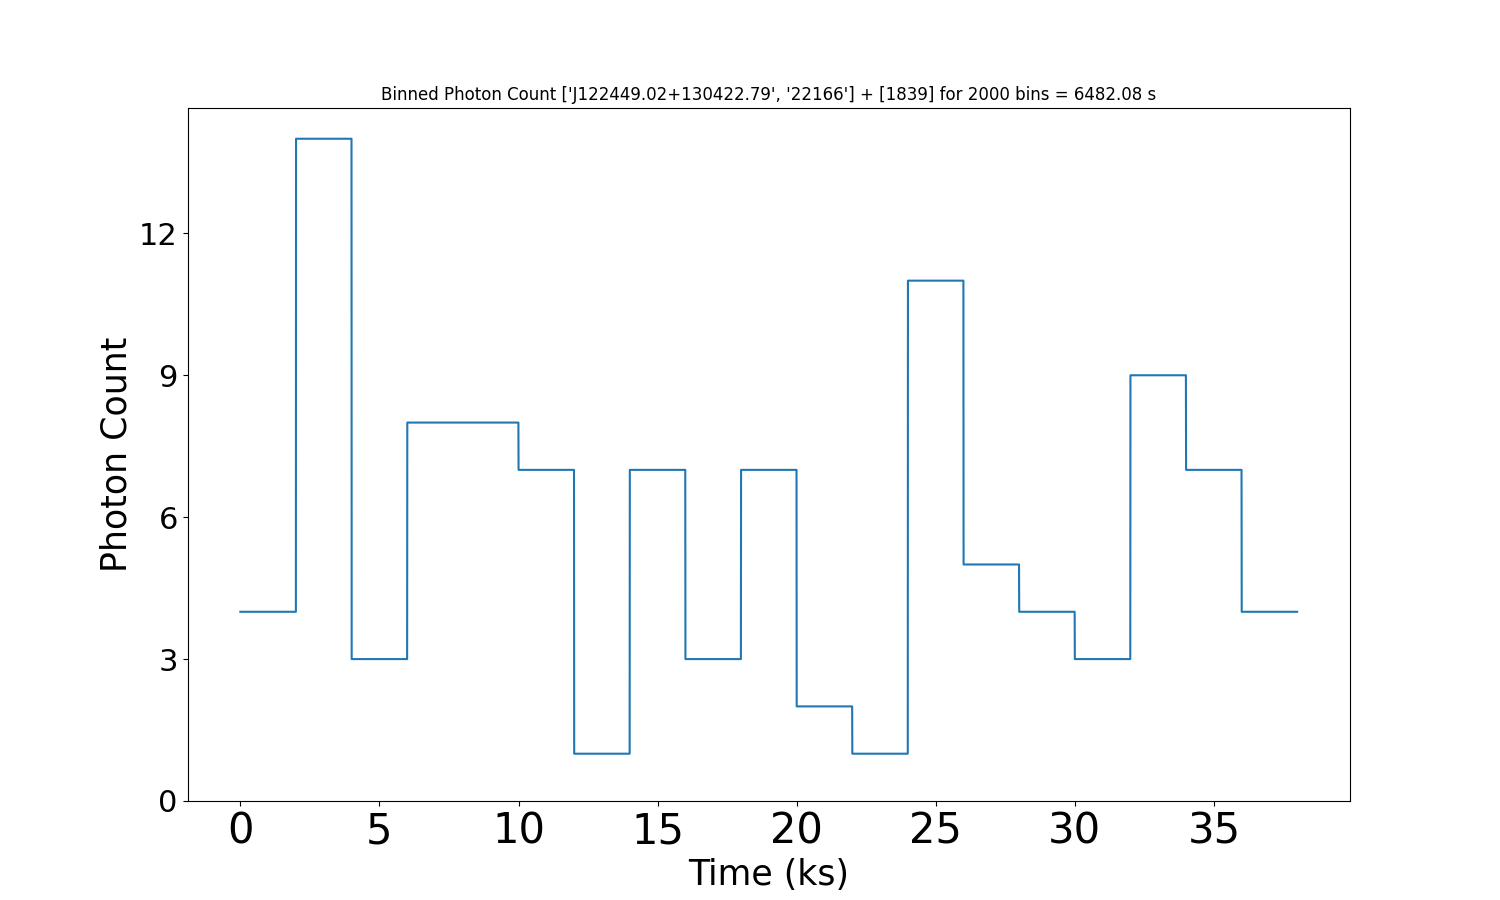 Binned Photon Count ['J122449.02+130422.79', '22166'] + [1839] for 2000 bins = 6482.08 s
Photon Count
12
9
6
3
0
0 5 10 15 20 25 30 35
Time (ks)